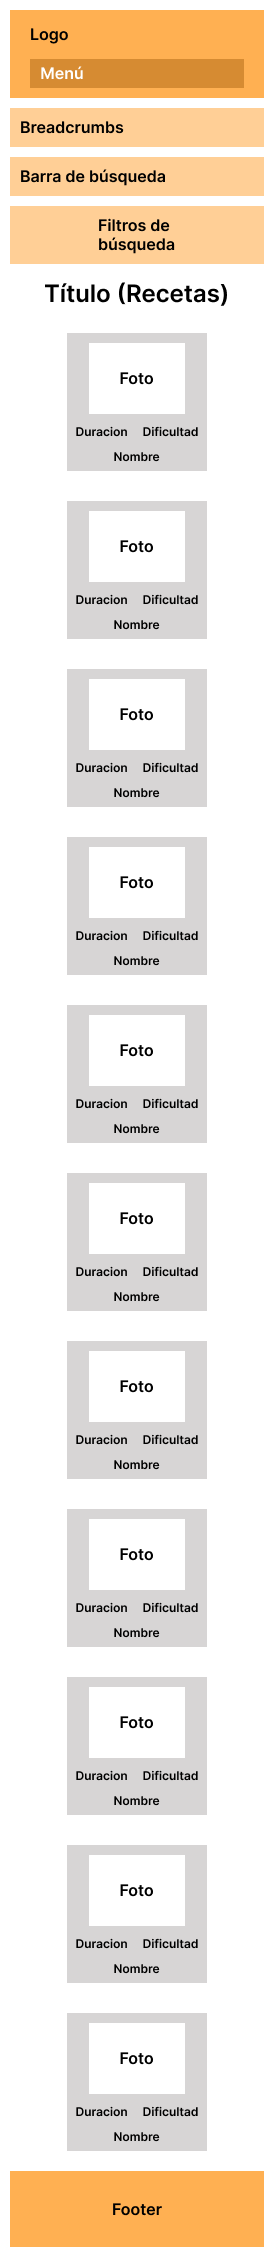 Logo
Menú
Breadcrumbs
Barra de búsqueda
Filtros de
búsqueda
Título (Recetas)
Foto
Duracion Dificultad
Nombre
Foto
Duracion Dificultad
Nombre
Foto
Duracion Dificultad
Nombre
Foto
Duracion Dificultad
Nombre
Foto
Duracion Dificultad
Nombre
Foto
Duracion Dificultad
Nombre
Foto
Duracion Dificultad
Nombre
Foto
Duracion Dificultad
Nombre
Foto
Duracion Dificultad
Nombre
Foto
Duracion Dificultad
Nombre
Foto
Duracion Dificultad
Nombre
Footer